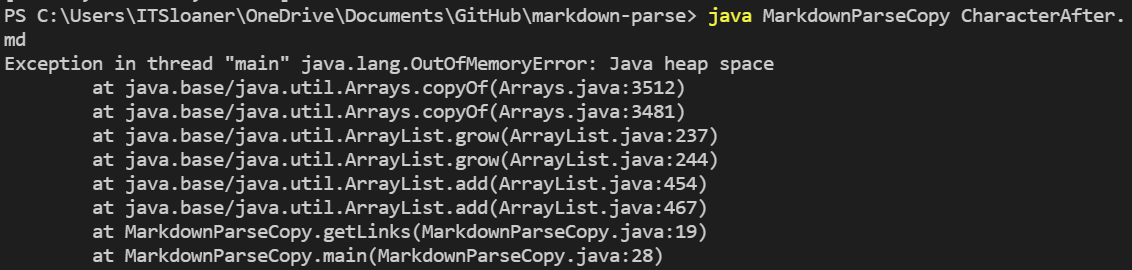 PS C:\Users\ITSloaner\OneDrive\Documents\GitHub\markdown-parse> java MarkdownParseCopy CharacterAfter.
md
Exception in thread "main" java.lang.OutOfMemoryError: Java heap space
        at java.base/java.util.Arrays.copyOf(Arrays.java:3512)
        at java.base/java.util.Arrays.copyOf(Arrays.java:3481)
        at java.base/java.util.ArrayList.grow(ArrayList.java:237)
        at java.base/java.util.ArrayList.grow(ArrayList.java:244)
        at java.base/java.util.ArrayList.add(ArrayList.java:454)
        at java.base/java.util.ArrayList.add(ArrayList.java:467)
        at MarkdownParseCopy.getLinks(MarkdownParseCopy.java:19)
        at MarkdownParseCopy.main(MarkdownParseCopy.java:28)